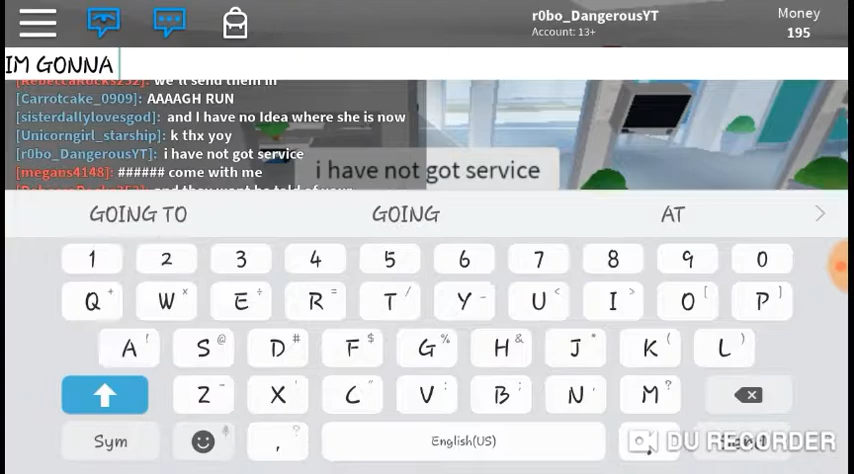 r0bo_DangerousYT
Account: 13+
Money
195
IM GONNA
[Carrotcake_0909]: AAAAGH RUN
[sisterdallylovesgod]: and I have no Idea where she is now
[Unicorngirl_starship]: k thx yoy
[r0bo_DangerousYT]: i have not got service
[megans4148]: ###### come with me
i have not got service
GOING TO GOING AT
1 2 3 4 5 6 7 8 9 0
Q W E R T Y U I O P
A S D F G H J K L
Z X C V B N M
Sym , English(US) .
DU RECORDER